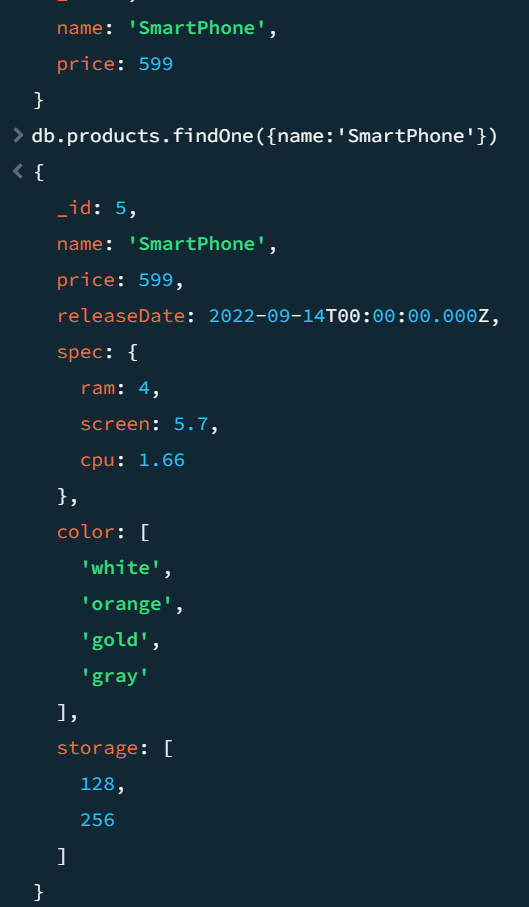 name: 'SmartPhone',
price: 599
}
> db.products.findOne({name:'SmartPhone'})
< {
_id: 5,
name: 'SmartPhone',
price: 599,
releaseDate: 2022-09-14T00:00:00.000Z,
spec: {
ram: 4,
screen: 5.7,
cpu: 1.66
},
color: [
'white',
'orange',
'gold',
'gray'
],
storage: [
128,
256
]
}